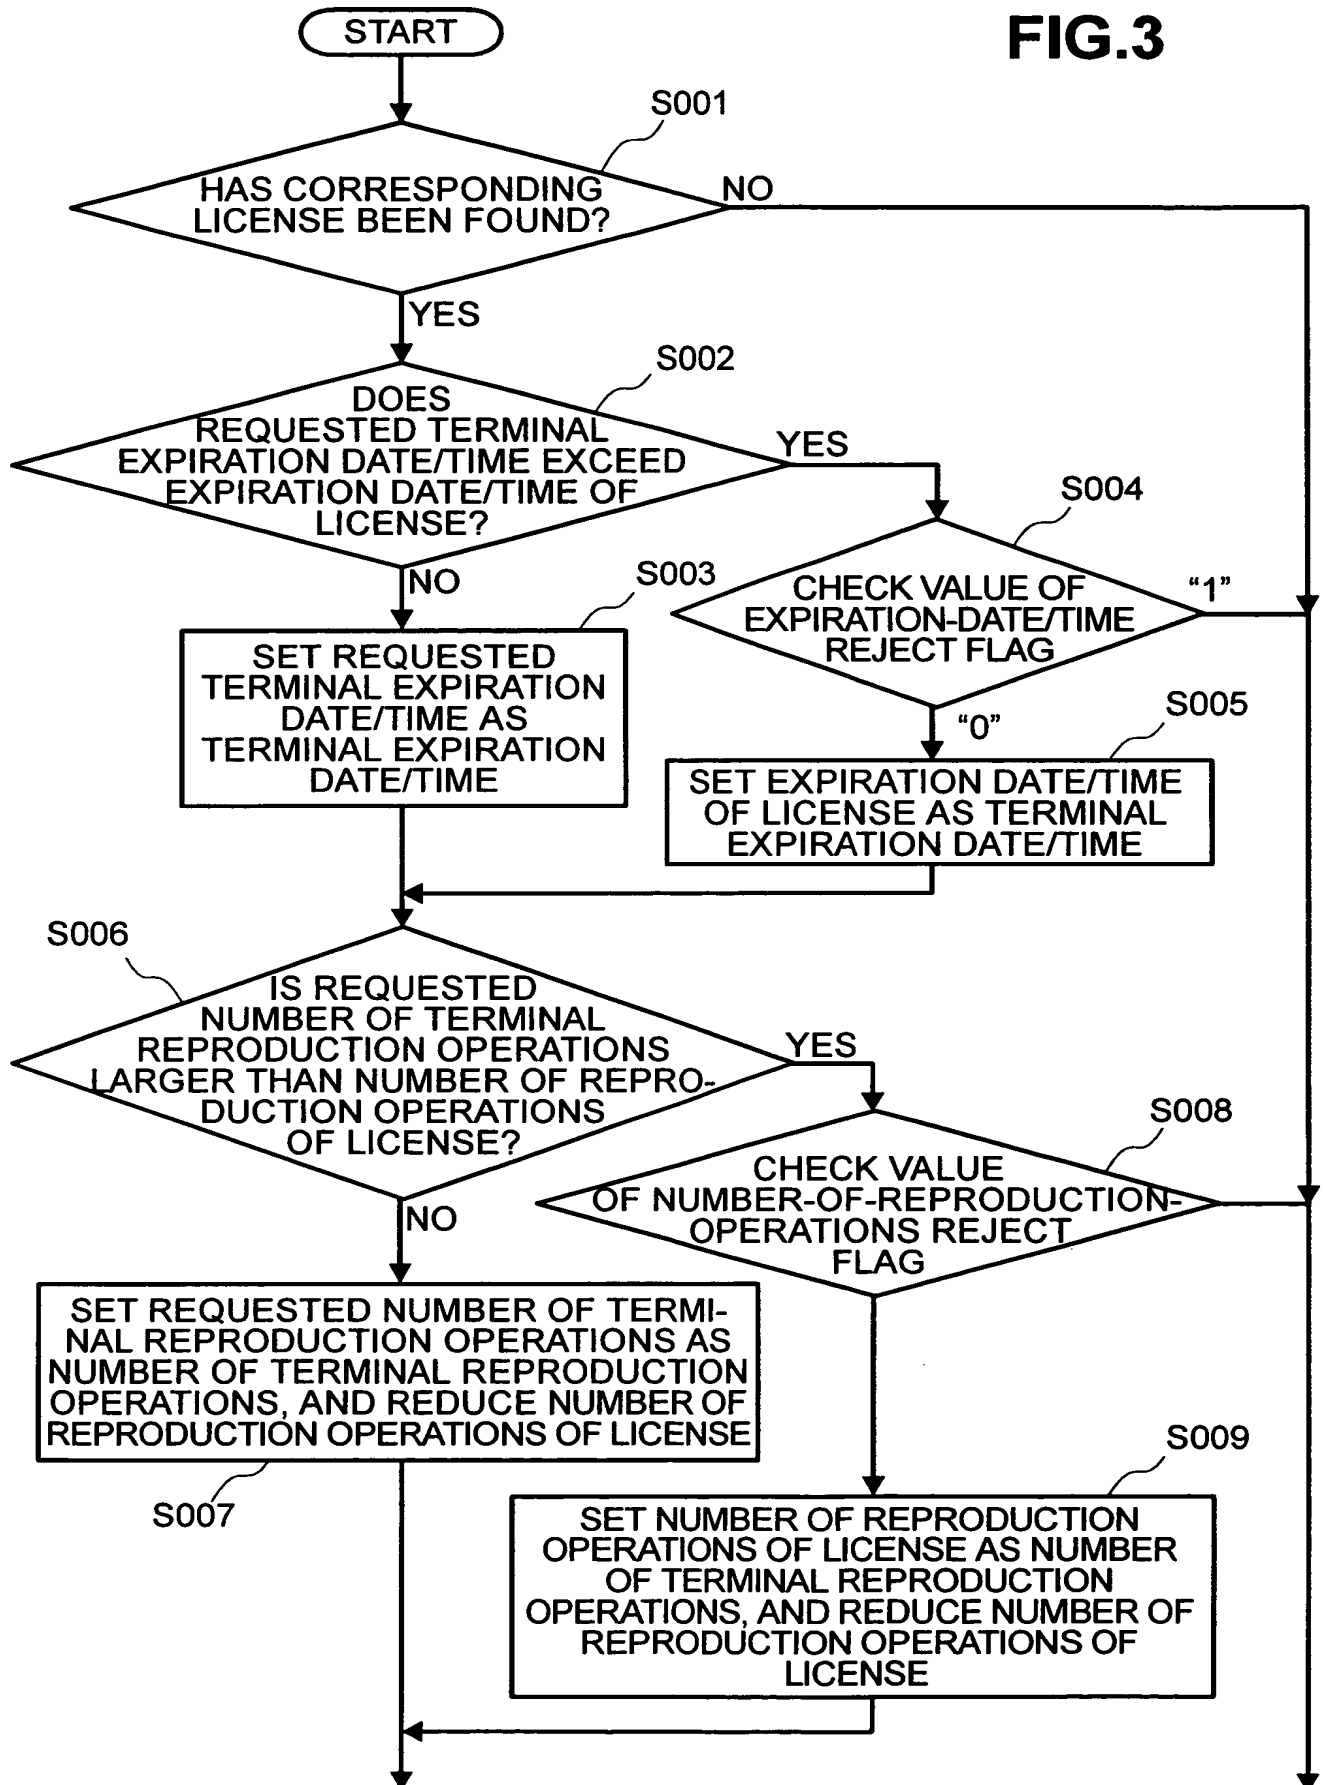 START
FIG.3
S001
HAS CORRESPONDING
LICENSE BEEN FOUND?
NO
YES
S002
DOES
REQUESTED TERMINAL
EXPIRATION DATE/TIME EXCEED
EXPIRATION DATE/TIME OF
LICENSE?
YES
NO
S004
CHECK VALUE OF
EXPIRATION-DATE/TIME
REJECT FLAG
“1”
“0”
S003
SET REQUESTED
TERMINAL EXPIRATION
DATE/TIME AS
TERMINAL EXPIRATION
DATE/TIME
S005
SET EXPIRATION DATE/TIME
OF LICENSE AS TERMINAL
EXPIRATION DATE/TIME
S006
IS REQUESTED
NUMBER OF TERMINAL
REPRODUCTION OPERATIONS
LARGER THAN NUMBER OF REPRO-
DUCTION OPERATIONS
OF LICENSE?
YES
NO
S008
CHECK VALUE
OF NUMBER-OF-REPRODUCTION-
OPERATIONS REJECT
FLAG
SET REQUESTED NUMBER OF TERMI-
NAL REPRODUCTION OPERATIONS AS
NUMBER OF TERMINAL REPRODUCTION
OPERATIONS, AND REDUCE NUMBER OF
REPRODUCTION OPERATIONS OF LICENSE
S007
S009
SET NUMBER OF REPRODUCTION
OPERATIONS OF LICENSE AS NUMBER
OF TERMINAL REPRODUCTION
OPERATIONS, AND REDUCE NUMBER OF
REPRODUCTION OPERATIONS OF
LICENSE